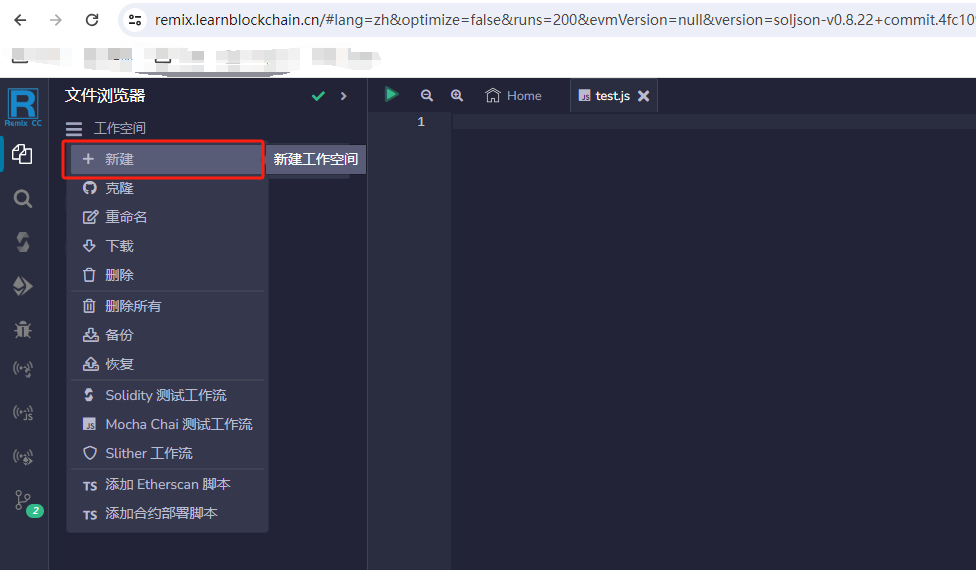 remix.learnblockchain.cn/#lang=zh&optimize=false&runs=200&evmVersion=null&version=soljson-v0.8.22+commit.4fc109
R
Remix CC
文件浏览器
Home
test.js
工作空间
1
新建
新建工作空间
克隆
重命名
下载
删除
删除所有
备份
恢复
Solidity 测试工作流
JS
Mocha Chai 测试工作流
Slither 工作流
TS 添加 Etherscan 脚本
TS 添加合约部署脚本
JS
2